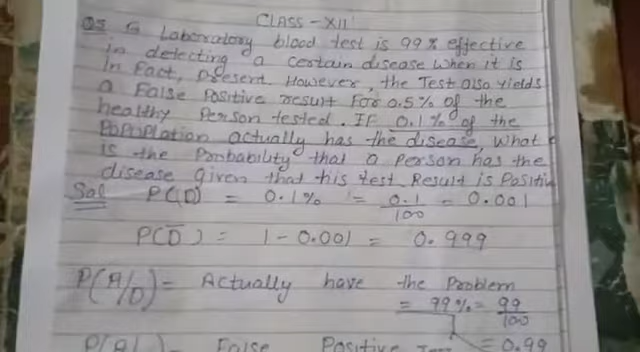 CLASS - XII
Q5 A Laboratory blood test is 99% effective
in detecting a certain disease when it is
in Fact, Present. However, the Test also yields
a False Positive result For 0.5% of the
healthy Person tested. IF 0.1% of the
Population actually has the disease, What
is the Probability that a Person has the
disease given that his test Result is Positiv
Sol P(D) = 0.1% = 0.1/100 = 0.001
P(D̅) = 1 - 0.001 = 0.999
P(A/D) = Actually have the Problem
= 99% = 99/100
= 0.99
P(A/ = False Positive